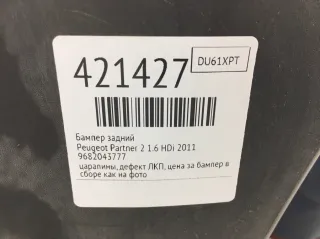 421427
DU61XPT
Бампер задний
Peugeot Partner 2 1.6 HDi 2011
9682043777
царапины, дефект ЛКП, цена за бампер в
сборе как на фото